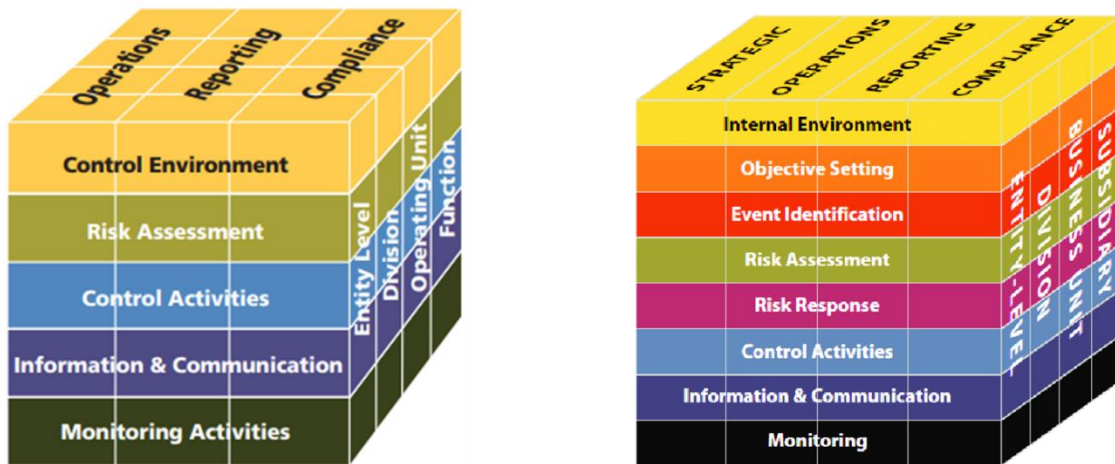 Operations
Reporting
Compliance
Control Environment
Risk Assessment
Control Activities
Information & Communication
Monitoring Activities
Entity Level
Division
Operating Unit
Function
STRATEGIC
OPERATIONS
REPORTING
COMPLIANCE
Internal Environment
Objective Setting
Event Identification
Risk Assessment
Risk Response
Control Activities
Information & Communication
Monitoring
ENTITY-LEVEL
DIVISION
BUSINESS UNIT
SUBSIDIARY